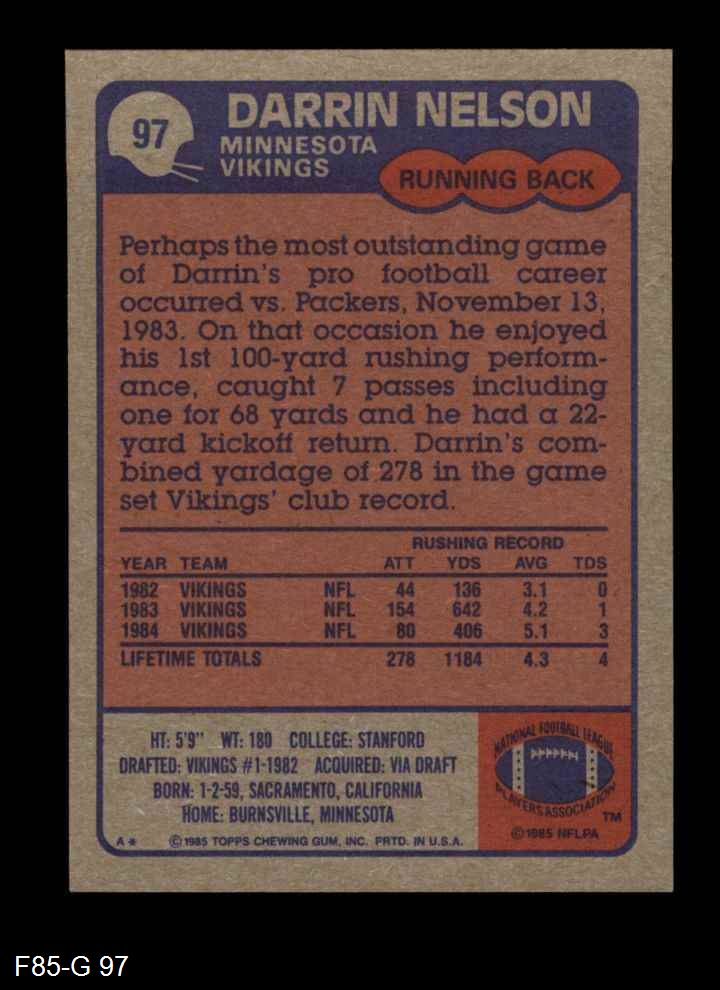 97
DARRIN NELSON
MINNESOTA
VIKINGS
RUNNING BACK
Perhaps the most outstanding game
of Darrin's pro football career
occurred vs. Packers, November 13,
1983. On that occasion he enjoyed
his 1st 100-yard rushing perform-
ance, caught 7 passes including
one for 68 yards and he had a 22-
yard kickoff return. Darrin's com-
bined yardage of 278 in the game
set Vikings' club record.
RUSHING RECORD
YEAR TEAM ATT YDS AVG TDS
1982 VIKINGS NFL 44 136 3.1 0
1983 VIKINGS NFL 154 642 4.2 1
1984 VIKINGS NFL 80 406 5.1 3
LIFETIME TOTALS 278 1184 4.3 4
HT: 5'9" WT: 180 COLLEGE: STANFORD
DRAFTED: VIKINGS #1-1982 ACQUIRED: VIA DRAFT
BORN: 1-2-59, SACRAMENTO, CALIFORNIA
HOME: BURNSVILLE, MINNESOTA
A* © 1985 TOPPS CHEWING GUM, INC. PRTD. IN U.S.A.
NATIONAL FOOTBALL LEAGUE
PLAYERS ASSOCIATION
TM
© 1985 NFLPA
F85-G 97